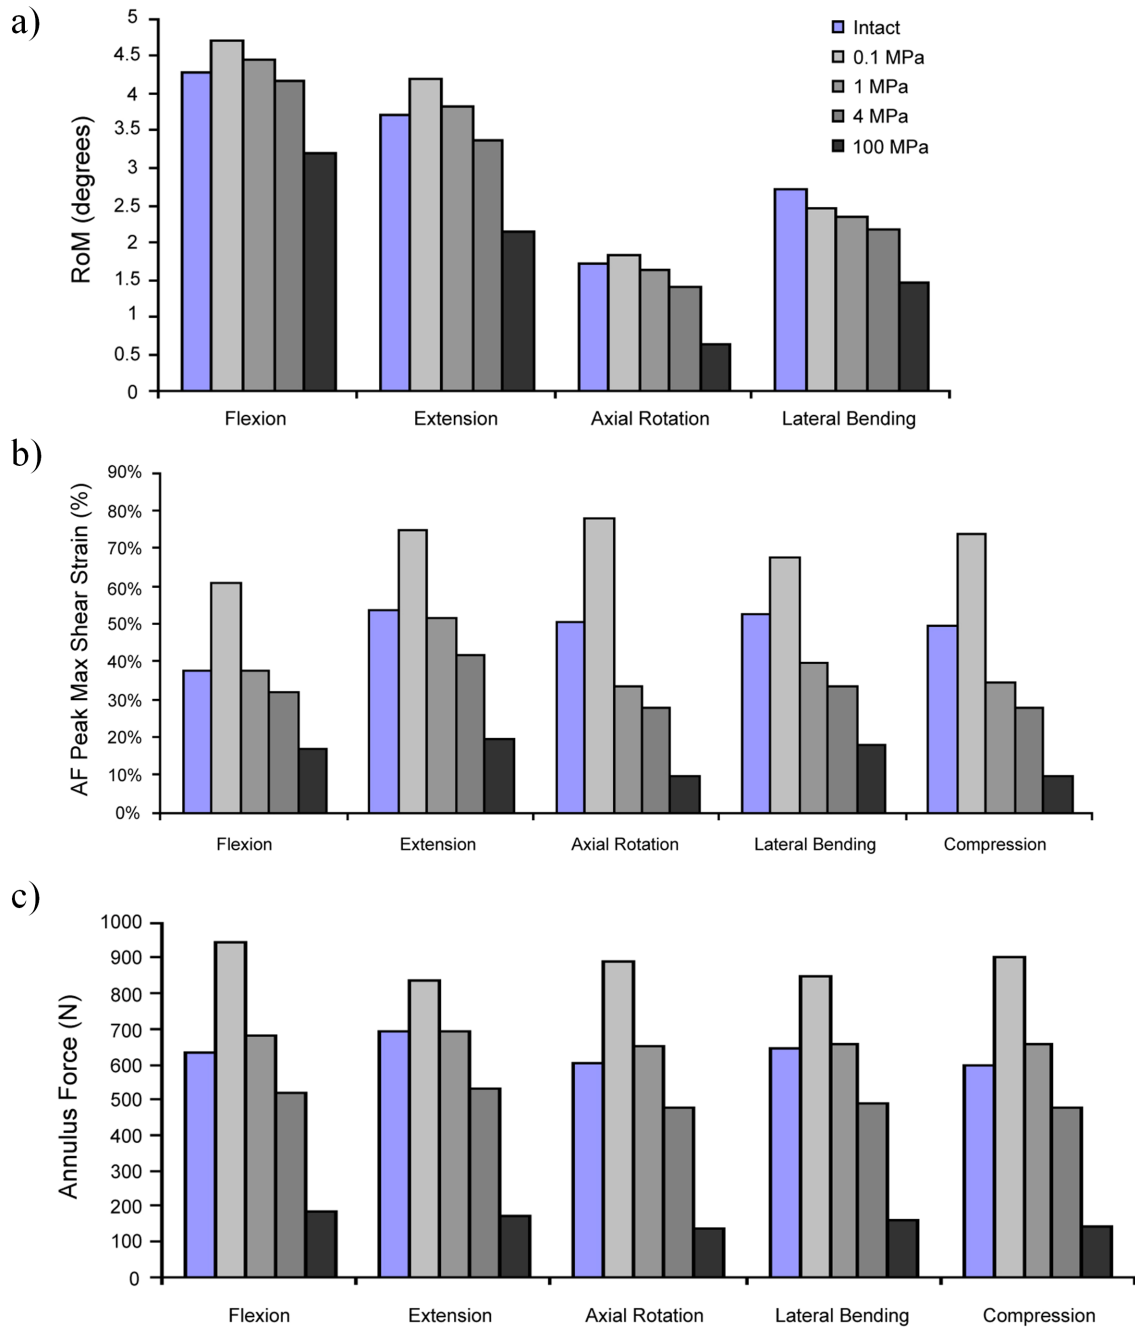 a)
RoM (degrees)
5
4.5
4
3.5
3
2.5
2
1.5
1
0.5
0
Intact
0.1 MPa
1 MPa
4 MPa
100 MPa
Flexion Extension Axial Rotation Lateral Bending
b)
AF Peak Max Shear Strain (%)
90%
80%
70%
60%
50%
40%
30%
20%
10%
0%
Flexion Extension Axial Rotation Lateral Bending Compression
c)
Annulus Force (N)
1000
900
800
700
600
500
400
300
200
100
0
Flexion Extension Axial Rotation Lateral Bending Compression